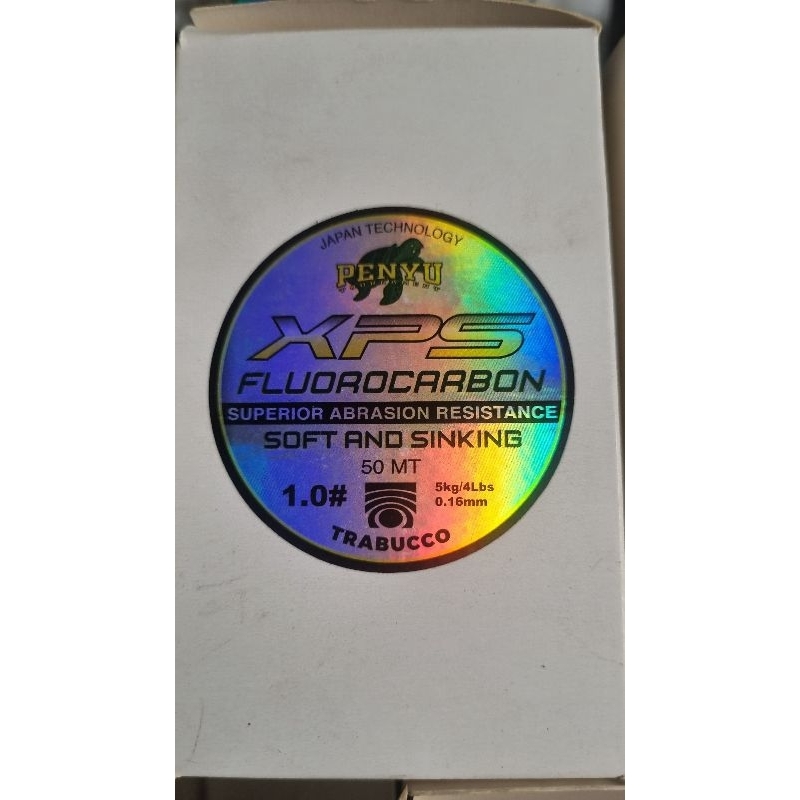 JAPAN TECHNOLOGY
PENYU
XPS
FLUOROCARBON
SUPERIOR ABRASION RESISTANCE
SOFT AND SINKING
50 MT
1.0#
5kg/4Lbs
0.16mm
TRABUCCO